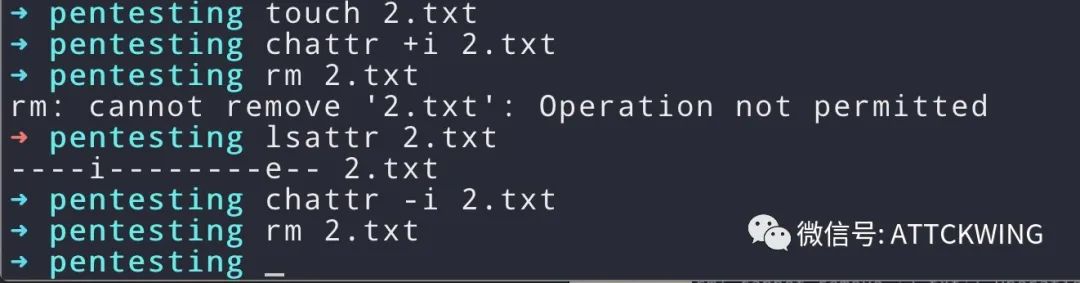 ➜ pentesting touch 2.txt
➜ pentesting chattr +i 2.txt
➜ pentesting rm 2.txt
rm: cannot remove '2.txt': Operation not permitted
➜ pentesting lsattr 2.txt
----i--------e-- 2.txt
➜ pentesting chattr -i 2.txt
➜ pentesting rm 2.txt
微信号: ATTCKWING
➜ pentesting _